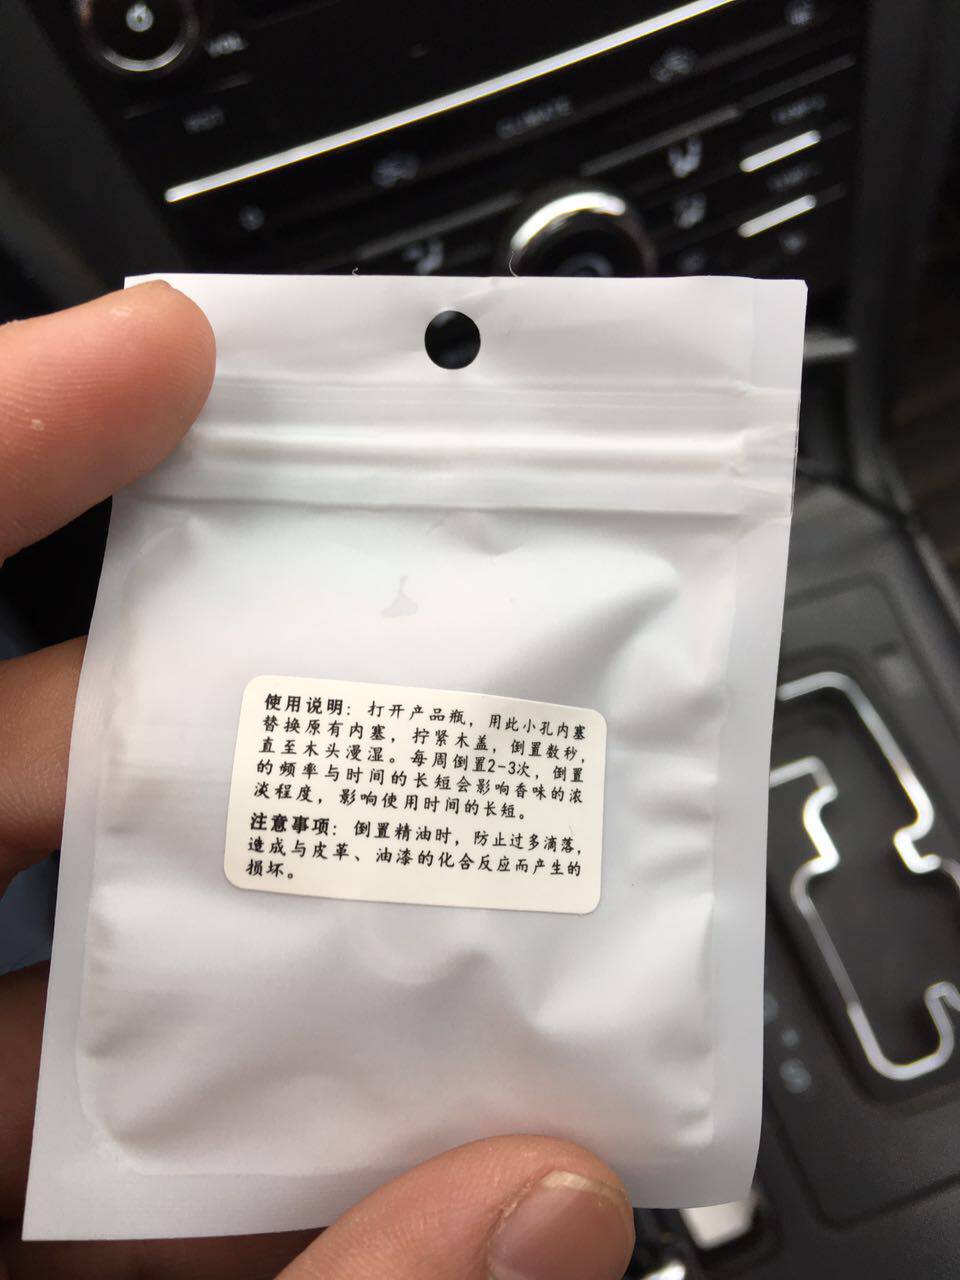 VOL
CLIMATE
使用说明：打开产品瓶，用此小孔内塞
替换原有内塞，拧紧木盖，倒置数秒，
直至木头漫湿。每周倒置2-3次，倒置
的频率与时间的长短会影响香味的浓
淡程度，影响使用时间的长短。
注意事项：倒置精油时，防止过多滴落，
造成与皮革、油漆的化合反应而产生的
损坏。